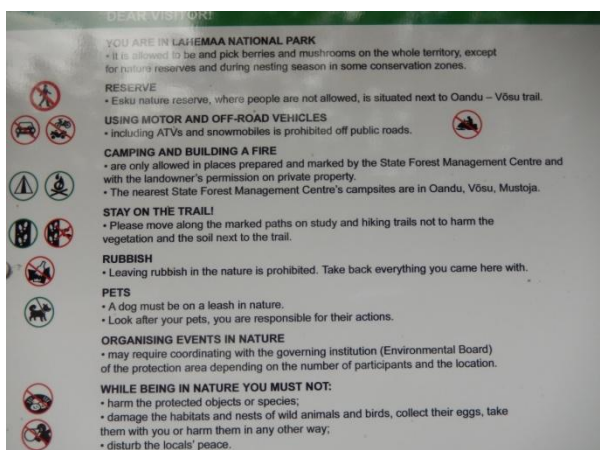 DEAR VISITOR!
YOU ARE IN LAHEMAA NATIONAL PARK
• It is allowed to be and pick berries and mushrooms on the whole territory, except
for nature reserves and during nesting season in some conservation zones.
RESERVE
• Esku nature reserve, where people are not allowed, is situated next to Oandu – Võsu trail.
USING MOTOR AND OFF-ROAD VEHICLES
• including ATVs and snowmobiles is prohibited off public roads.
CAMPING AND BUILDING A FIRE
• are only allowed in places prepared and marked by the State Forest Management Centre and
with the landowner's permission on private property.
• The nearest State Forest Management Centre's campsites are in Oandu, Võsu, Mustoja.
STAY ON THE TRAIL!
• Please move along the marked paths on study and hiking trails not to harm the
vegetation and the soil next to the trail.
RUBBISH
• Leaving rubbish in the nature is prohibited. Take back everything you came here with.
PETS
• A dog must be on a leash in nature.
• Look after your pets, you are responsible for their actions.
ORGANISING EVENTS IN NATURE
• may require coordinating with the governing institution (Environmental Board)
of the protection area depending on the number of participants and the location.
WHILE BEING IN NATURE YOU MUST NOT:
• harm the protected objects or species;
• damage the habitats and nests of wild animals and birds, collect their eggs, take
them with you or harm them in any other way;
• disturb the locals' peace.